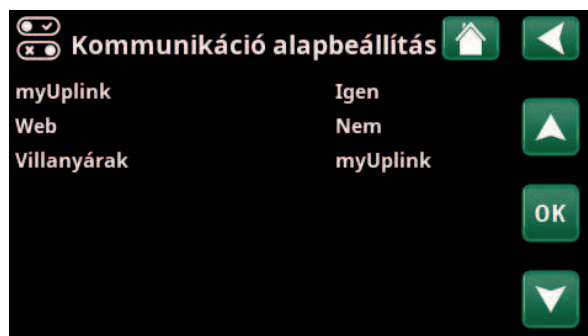 Kommunikáció alapbeállítás
myUplink Igen
Web Nem
Villanyárak myUplink
OK